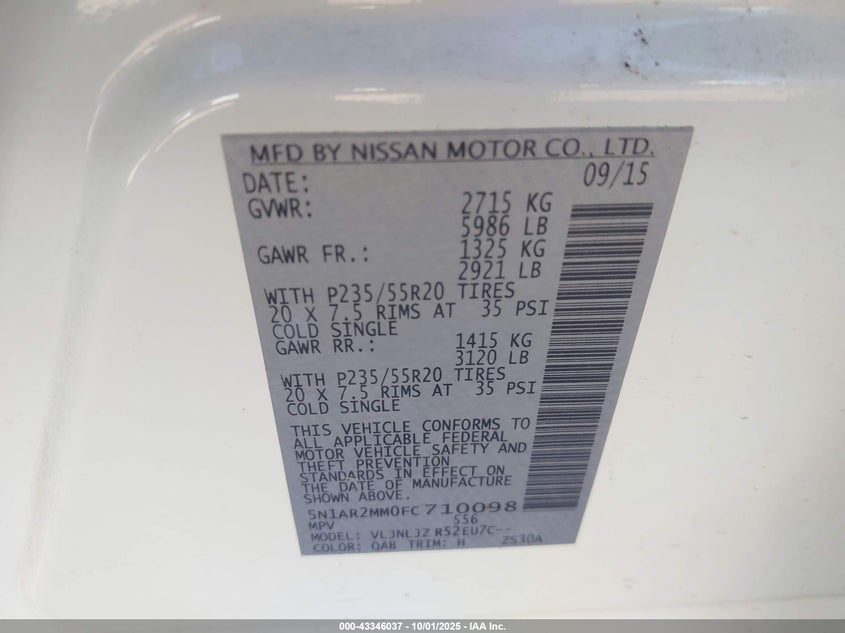 MFD BY NISSAN MOTOR CO., LTD.
DATE: 09/15
GVWR: 2715 KG
5986 LB
GAWR FR.: 1325 KG
2921 LB
WITH P235/55R20 TIRES
20 X 7.5 RIMS AT 35 PSI
COLD SINGLE
GAWR RR.: 1415 KG
3120 LB
WITH P235/55R20 TIRES
20 X 7.5 RIMS AT 35 PSI
COLD SINGLE
THIS VEHICLE CONFORMS TO
ALL APPLICABLE FEDERAL
MOTOR VEHICLE SAFETY AND
THEFT PREVENTION
STANDARDS IN EFFECT ON
THE DATE OF MANUFACTURE
SHOWN ABOVE.
5N1AR2MM0FC710098
MPV 556
MODEL: VLJNLJZ R52EU7C--
COLOR: QAB TRIM: H ZS30A
000-43346037 - 10/01/2025 - IAA Inc.